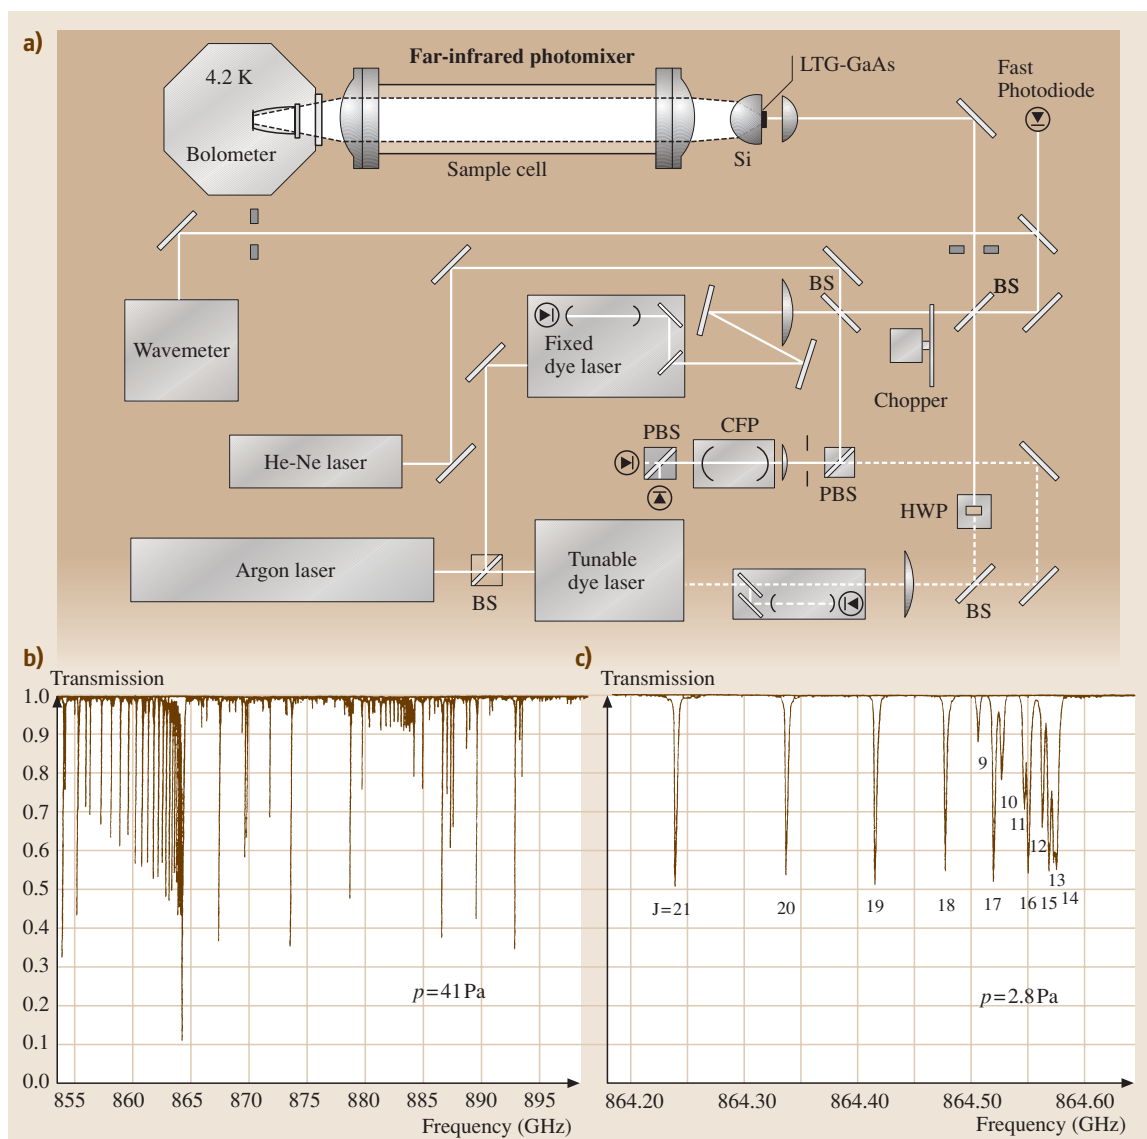 a)
Far-infrared photomixer
LTG-GaAs
Fast
Photodiode
4.2 K
Bolometer
Sample cell
Si
BS
BS
Wavemeter
Fixed
dye laser
Chopper
PBS
CFP
He-Ne laser
PBS
HWP
Argon laser
Tunable
dye laser
BS
BS
b)
Transmission
1.0
0.9
0.8
0.7
0.6
0.5
0.4
0.3
0.2
0.1
0.0
p=41Pa
855
860
865
870
875
880
885
890
895
Frequency (GHz)
c)
Transmission
9
10
11
12
13
J=21
20
19
18
17
16
15
14
p=2.8Pa
864.20
864.30
864.40
864.50
864.60
Frequency (GHz)